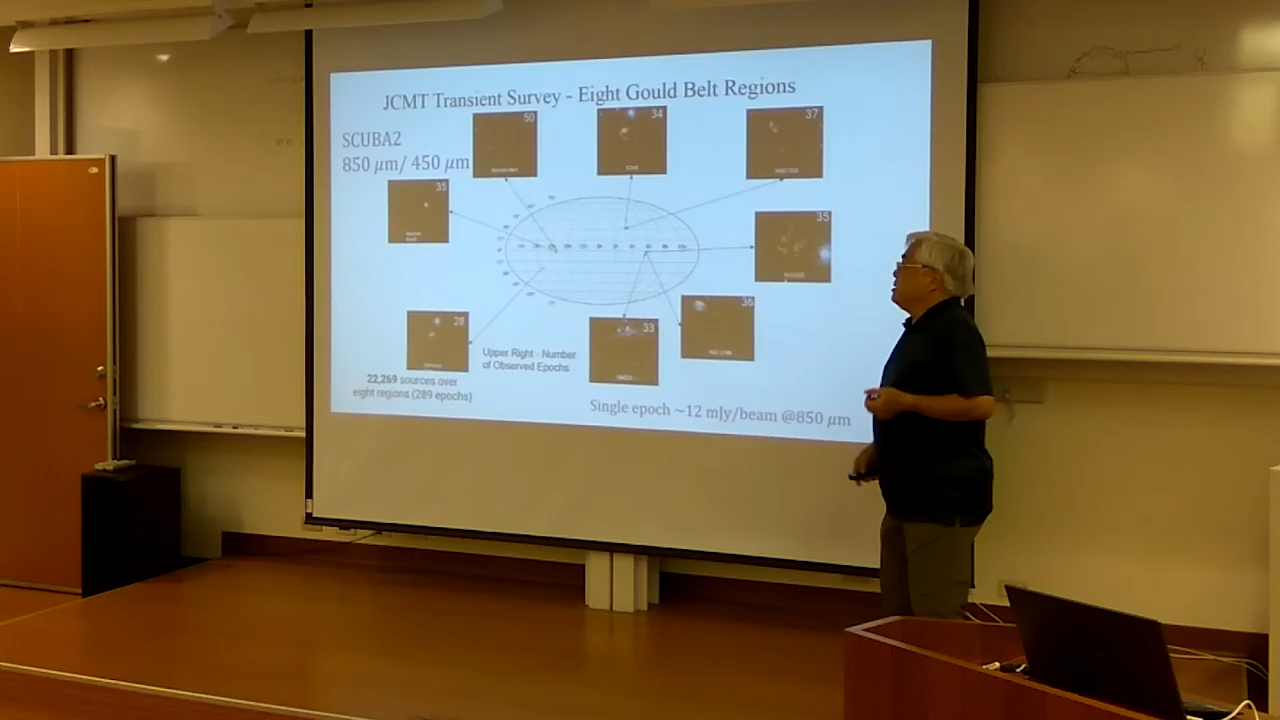 JCMT Transient Survey - Eight Gould Belt Regions
SCUBA2
850 μm/ 450 μm
50
34
37
35
35
28
33
36
Upper Right - Number
of Observed Epochs
22,269 sources over
eight regions (289 epochs)
Single epoch ~12 mJy/beam @850 μm